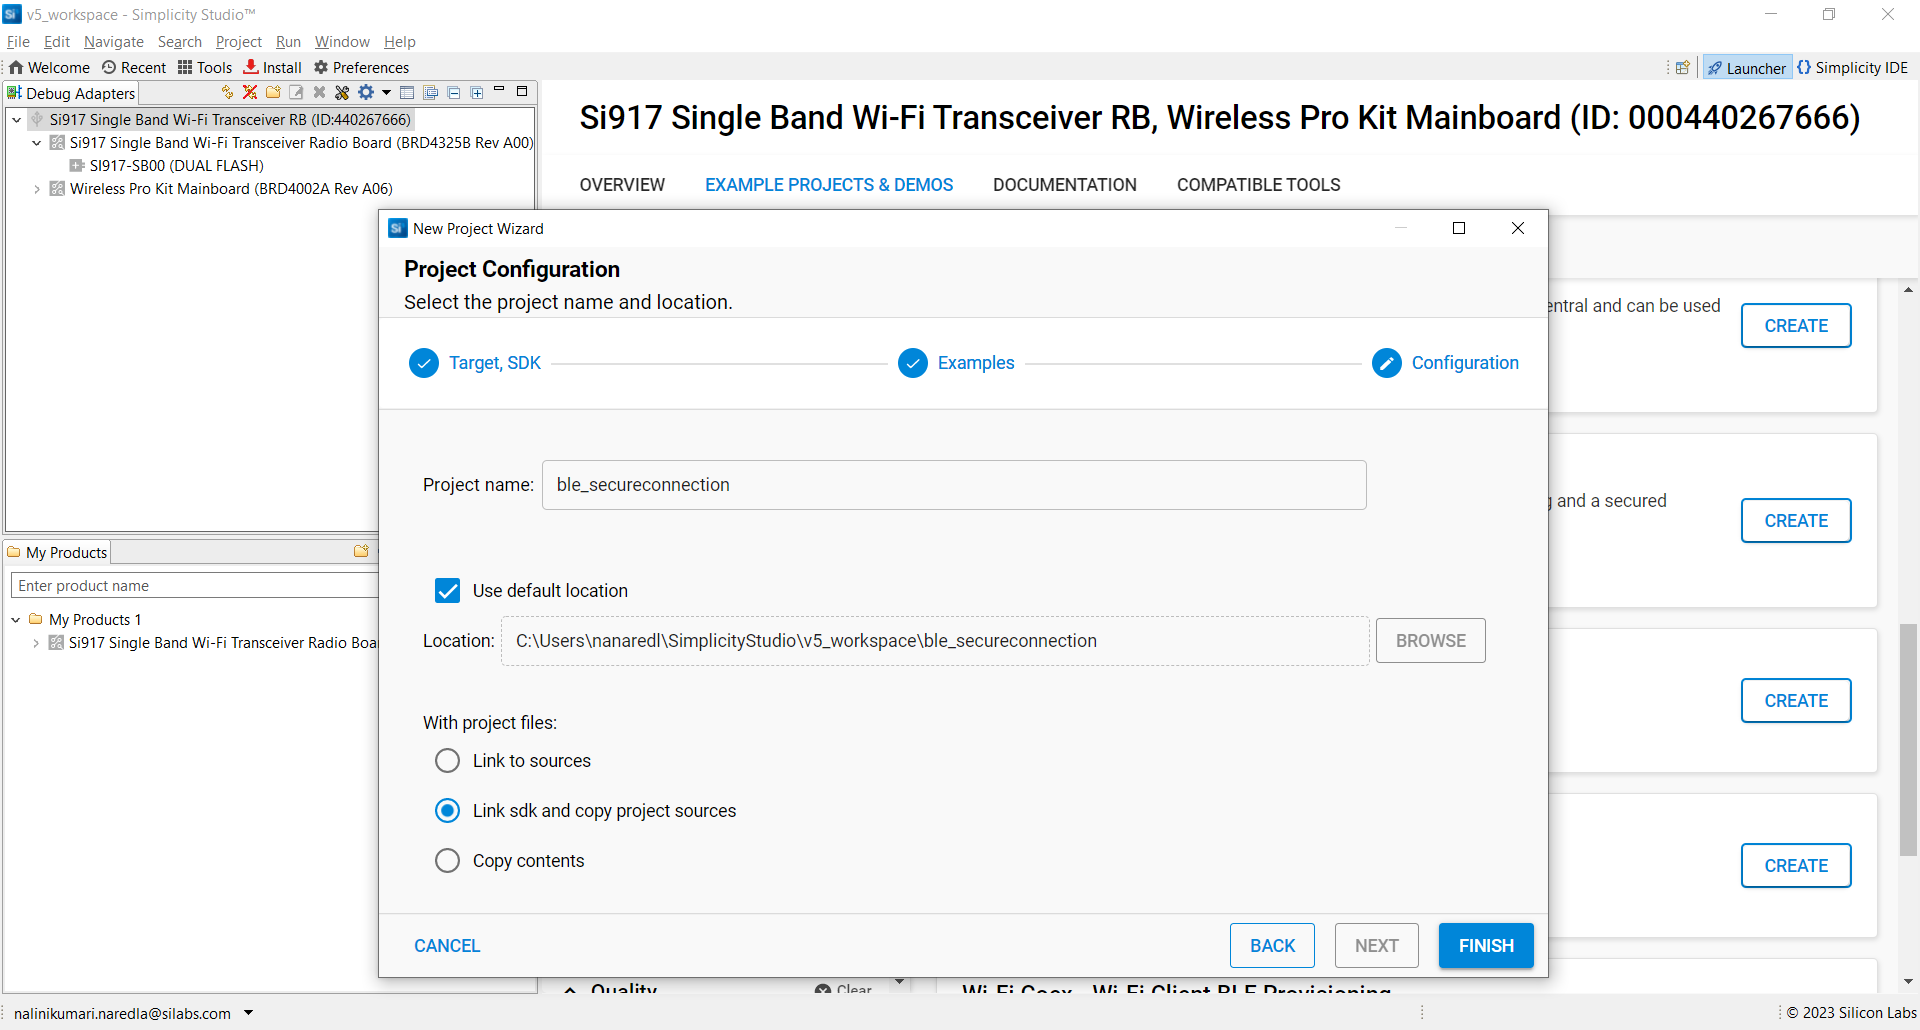 v5_workspace - Simplicity Studio™
File Edit Navigate Search Project Run Window Help
Welcome Recent Tools Install Preferences
Launcher {} Simplicity IDE
Debug Adapters
Si917 Single Band Wi-Fi Transceiver RB (ID:440267666)
Si917 Single Band Wi-Fi Transceiver Radio Board (BRD4325B Rev A00)
SI917-SB00 (DUAL FLASH)
Wireless Pro Kit Mainboard (BRD4002A Rev A06)
Si917 Single Band Wi-Fi Transceiver RB, Wireless Pro Kit Mainboard (ID: 000440267666)
OVERVIEW EXAMPLE PROJECTS & DEMOS DOCUMENTATION COMPATIBLE TOOLS
Si New Project Wizard
Project Configuration
Select the project name and location.
Target, SDK Examples Configuration
Project name: ble_secureconnection
Use default location
Location: C:\Users\nanaredl\SimplicityStudio\v5_workspace\ble_secureconnection BROWSE
With project files:
Link to sources
Link sdk and copy project sources
Copy contents
CANCEL BACK NEXT FINISH
entral and can be used
CREATE
g and a secured
CREATE
CREATE
CREATE
My Products
Enter product name
My Products 1
Si917 Single Band Wi-Fi Transceiver Radio Boar
Quality Clear
Wi-Fi Coex - Wi-Fi Client BLE Provisioning
nalinikumari.naredla@silabs.com
© 2023 Silicon Labs